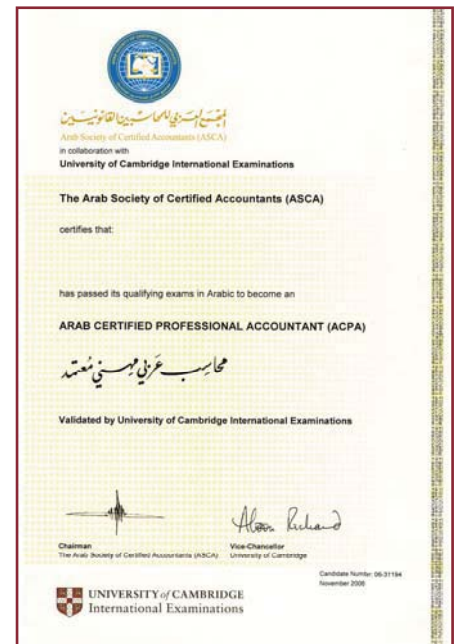 المجمع العربي للمحاسبين القانونيين
Arab Society of Certified Accountants (ASCA)
in collaboration with
University of Cambridge International Examinations
The Arab Society of Certified Accountants (ASCA)
certifies that:
has passed its qualifying exams in Arabic to become an
ARAB CERTIFIED PROFESSIONAL ACCOUNTANT (ACPA)
محاسب عربي مهني معتمد
Validated by University of Cambridge International Examinations
Chairman
The Arab Society of Certified Accountants (ASCA)
Vice-Chancellor
University of Cambridge
Candidate Number: 06-31194
November 2006
UNIVERSITY of CAMBRIDGE
International Examinations